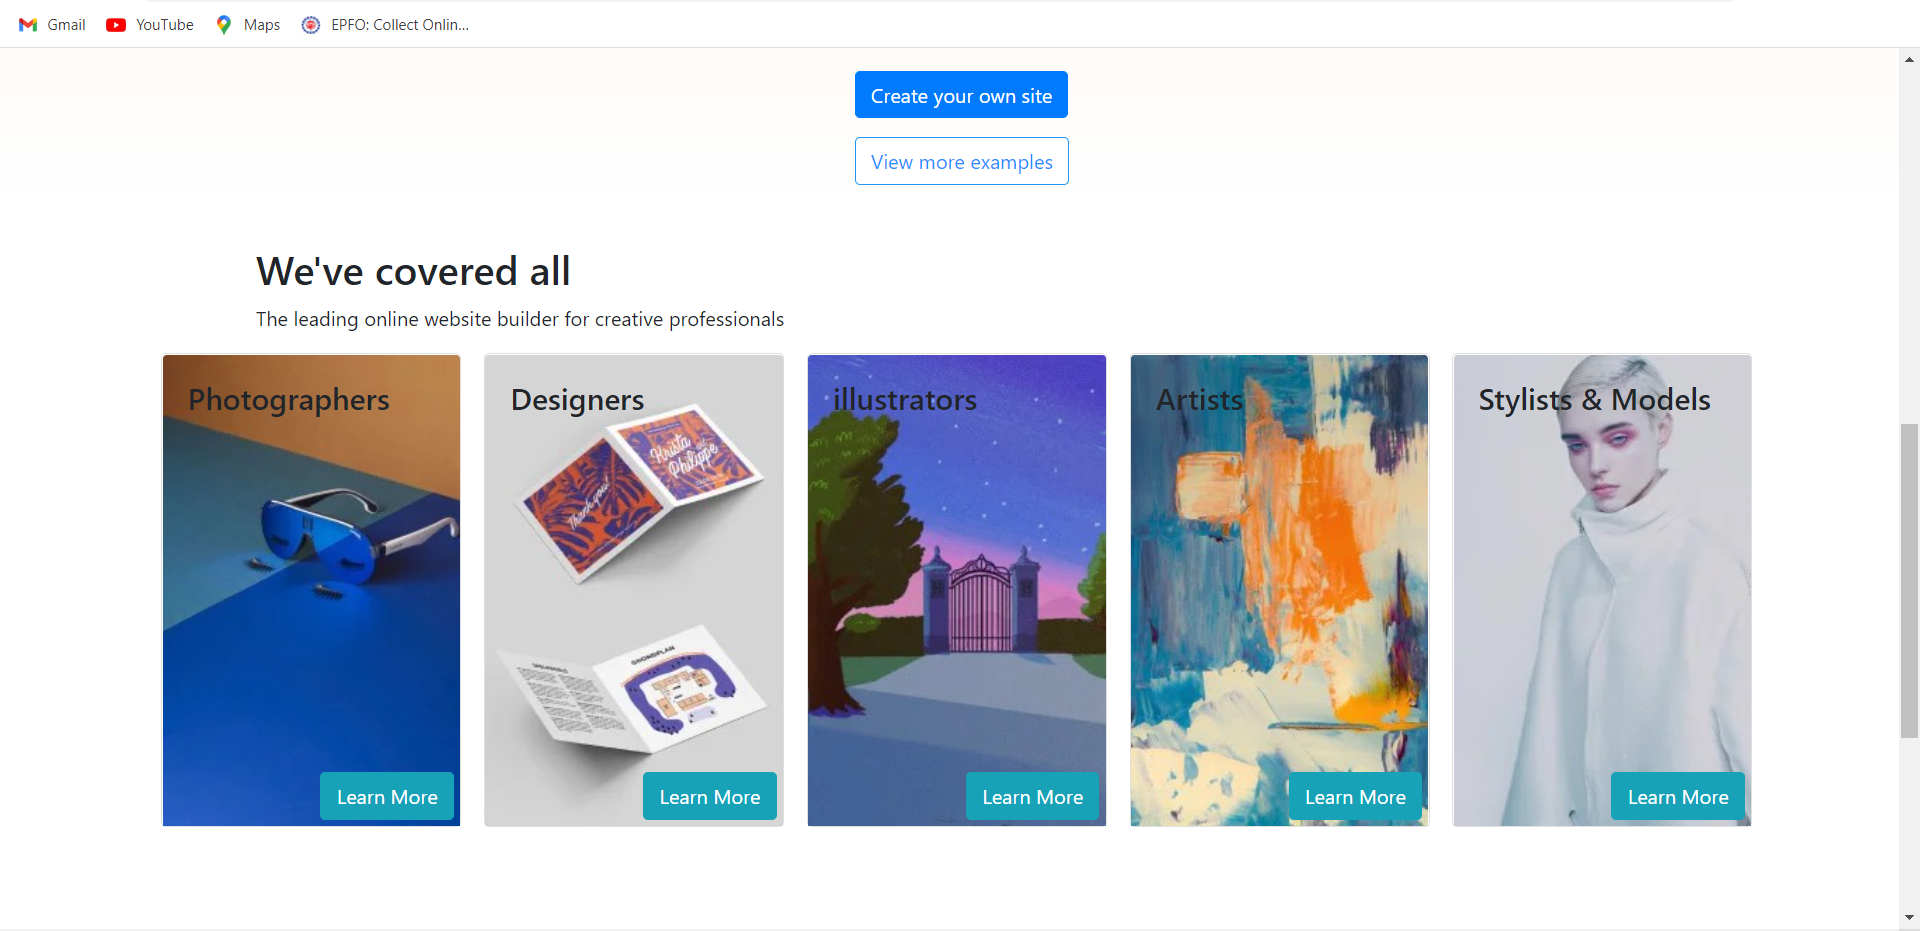 Gmail YouTube Maps EPFO: Collect Onlin...
Create your own site
View more examples
We've covered all
The leading online website builder for creative professionals
Photographers
Designers
illustrators
Artists
Stylists & Models
Krista
Philippe
Thank you!
Learn More
Learn More
Learn More
Learn More
Learn More